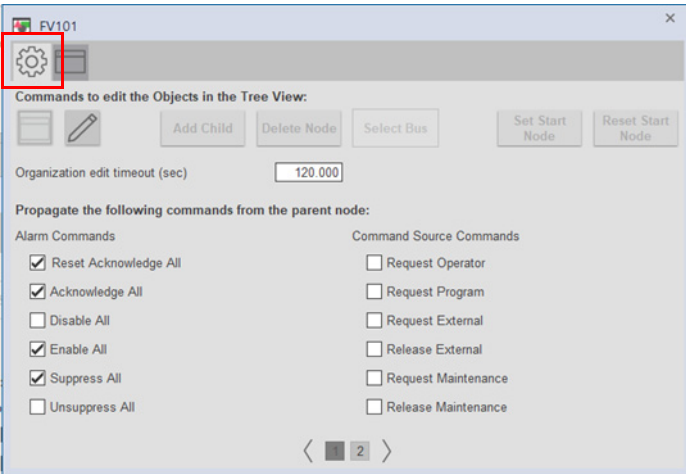 FV101
Commands to edit the Objects in the Tree View:
Add Child
Delete Node
Select Bus
Set Start
Node
Reset Start
Node
Organization edit timeout (sec)
120.000
Propagate the following commands from the parent node:
Alarm Commands
Command Source Commands
Reset Acknowledge All
Request Operator
Acknowledge All
Request Program
Disable All
Request External
Enable All
Release External
Suppress All
Request Maintenance
Unsuppress All
Release Maintenance
1 2